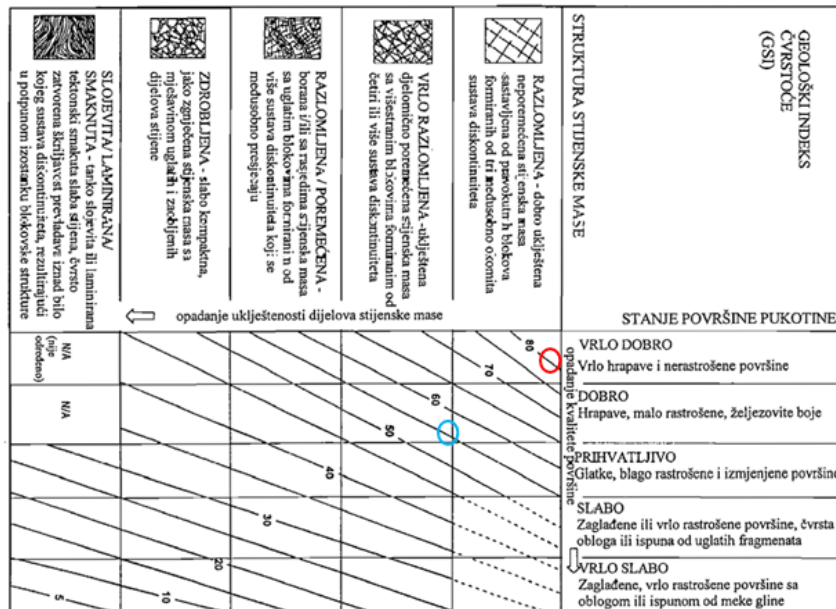 GEOLOŠKI INDEKS
ČVRSTOĆE
(GSI)
STRUKTURA STIJENSKE MASE
RAZLOMLJENA - dobro uklještena
neporemećena stijenska masa
sastavljena od pravokutnih blokova
formiranih od tri međusobno okomita
sustava diskontinuiteta
VRLO RAZLOMLJENA -uklještena
djelomično poremećena stijenska masa
sa višestranim blokovima formiranim od
četiri ili više sustava diskontinuiteta
RAZLOMLJENA / POREMEĆENA -
borana i/ili sa rasjedima stijenska masa
sa uglatim blokovima formiranim od
više sustava diskontinuiteta koji se
međusobno presjecaju
ZDROBLJENA - slabo kompaktna,
jako zgnječena stijenska masa sa
mješavinom uglatih i zaobljenih
dijelova stijene
SLOJEVITA/ LAMINIRANA/
SMAKNUTA - tanko slojevita ili laminirana
tektonski smaknuta slaba stijena, čvrsto
zatvorena škriljavost prevladava iznad bilo
kojeg sustava diskontinuiteta, rezultirajući
u potpunom izostanku blokovske strukture
opadanje uklještenosti dijelova stijenske mase
STANJE POVRŠINE PUKOTINE
opadanje kvalitete površine
VRLO DOBRO
Vrlo hrapave i nerastrošene površine
DOBRO
Hrapave, malo rastrošene, željezovite boje
PRIHVATLJIVO
Glatke, blago rastrošene i izmjenjene površine
SLABO
Zaglađene ili vrlo rastrošene površine, čvrsta
obloga ili ispuna od uglatih fragmenata
VRLO SLABO
Zaglađene, vrlo rastrošene površine sa
oblogom ili ispunom od meke gline
80
70
60
50
40
30
20
10
5
N/A
(nije
određeno)
N/A